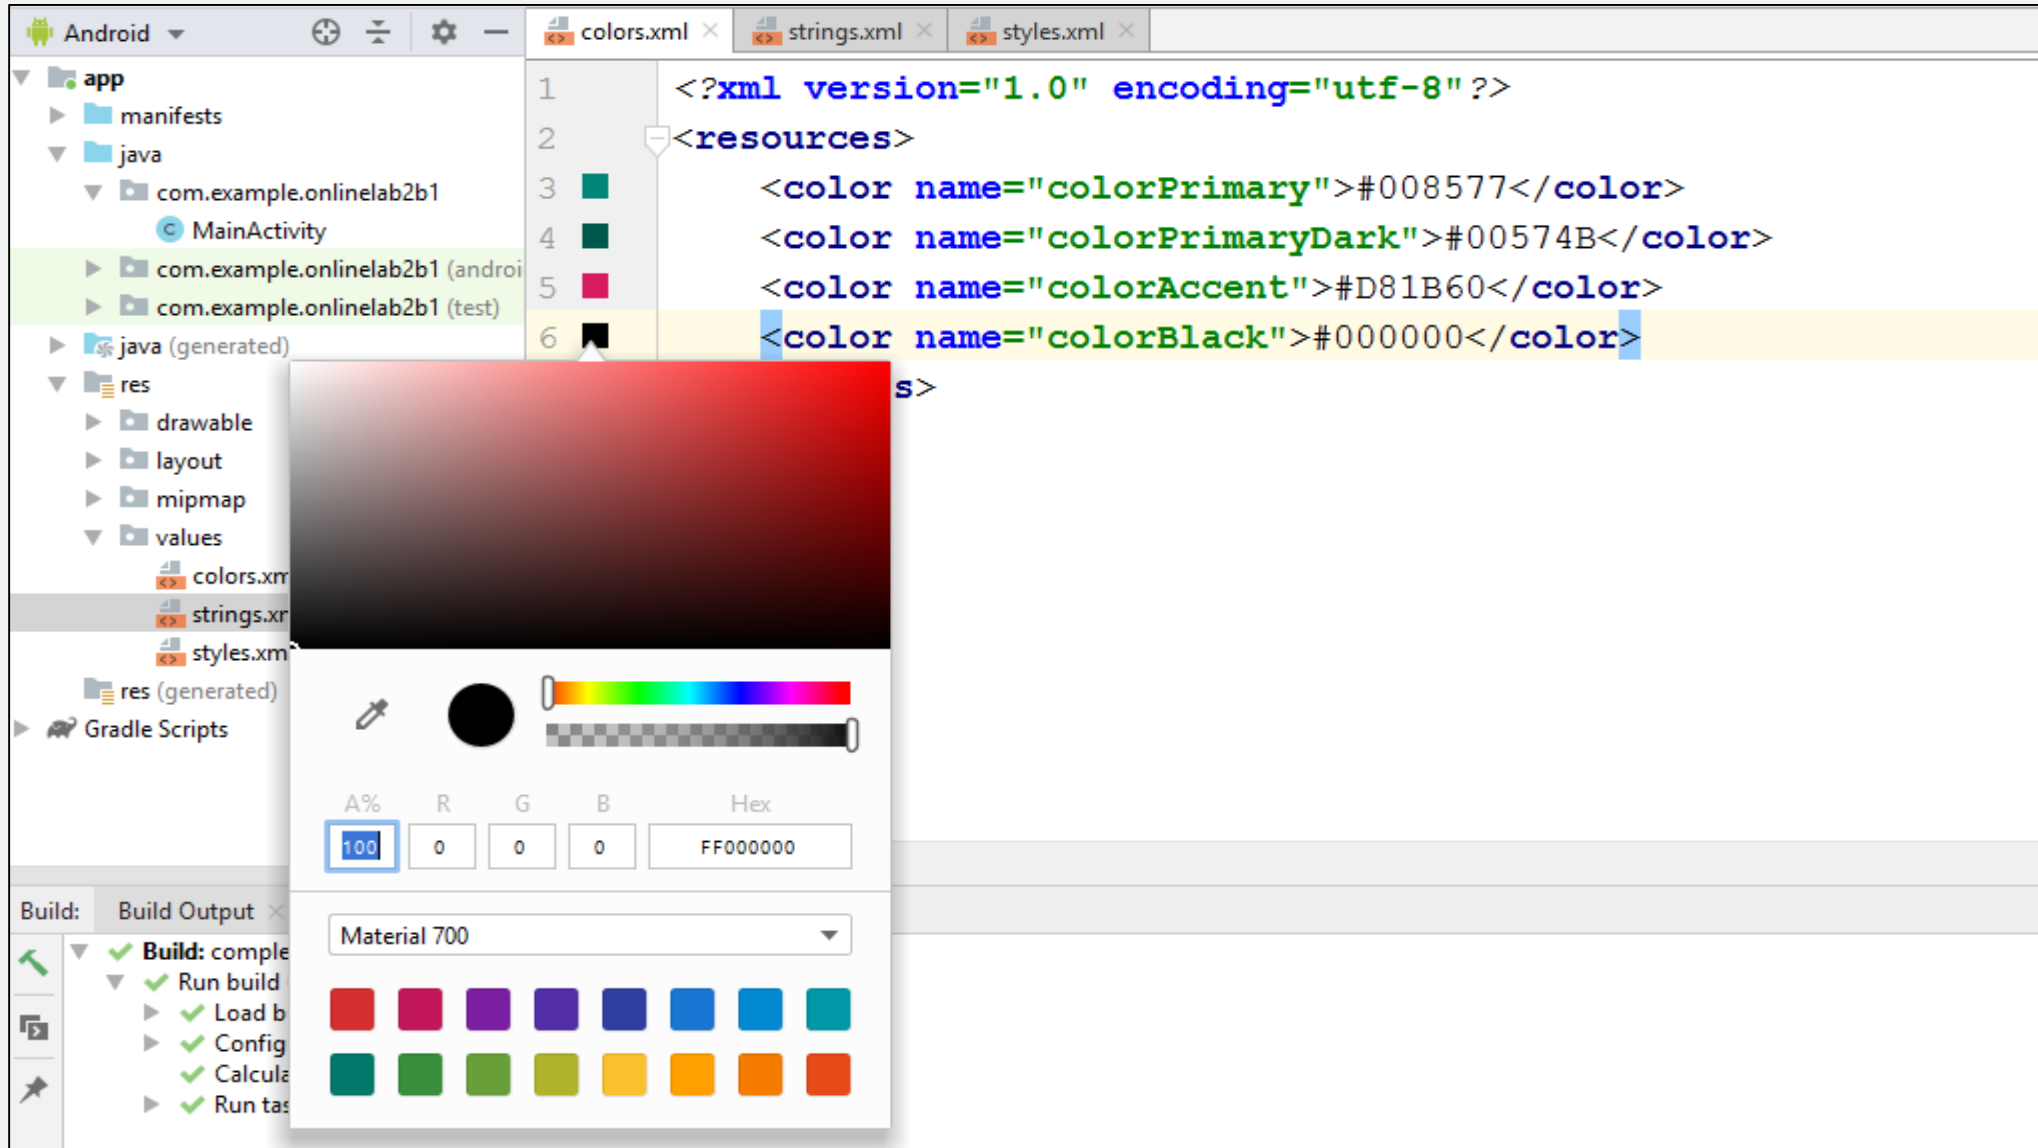 Android
colors.xml
strings.xml
styles.xml
app
manifests
java
com.example.onlinelab2b1
MainActivity
com.example.onlinelab2b1 (androi
com.example.onlinelab2b1 (test)
java (generated)
res
drawable
layout
mipmap
values
colors.xm
strings.x
styles.xm
res (generated)
Gradle Scripts
1 <?xml version="1.0" encoding="utf-8"?>
2 <resources>
3 <color name="colorPrimary">#008577</color>
4 <color name="colorPrimaryDark">#00574B</color>
5 <color name="colorAccent">#D81B60</color>
6 <color name="colorBlack">#000000</color>
s>
A% R G B Hex
100 0 0 0 FF000000
Material 700
Build: Build Output
Build: comple
Run build
Load b
Config
Calcula
Run tas